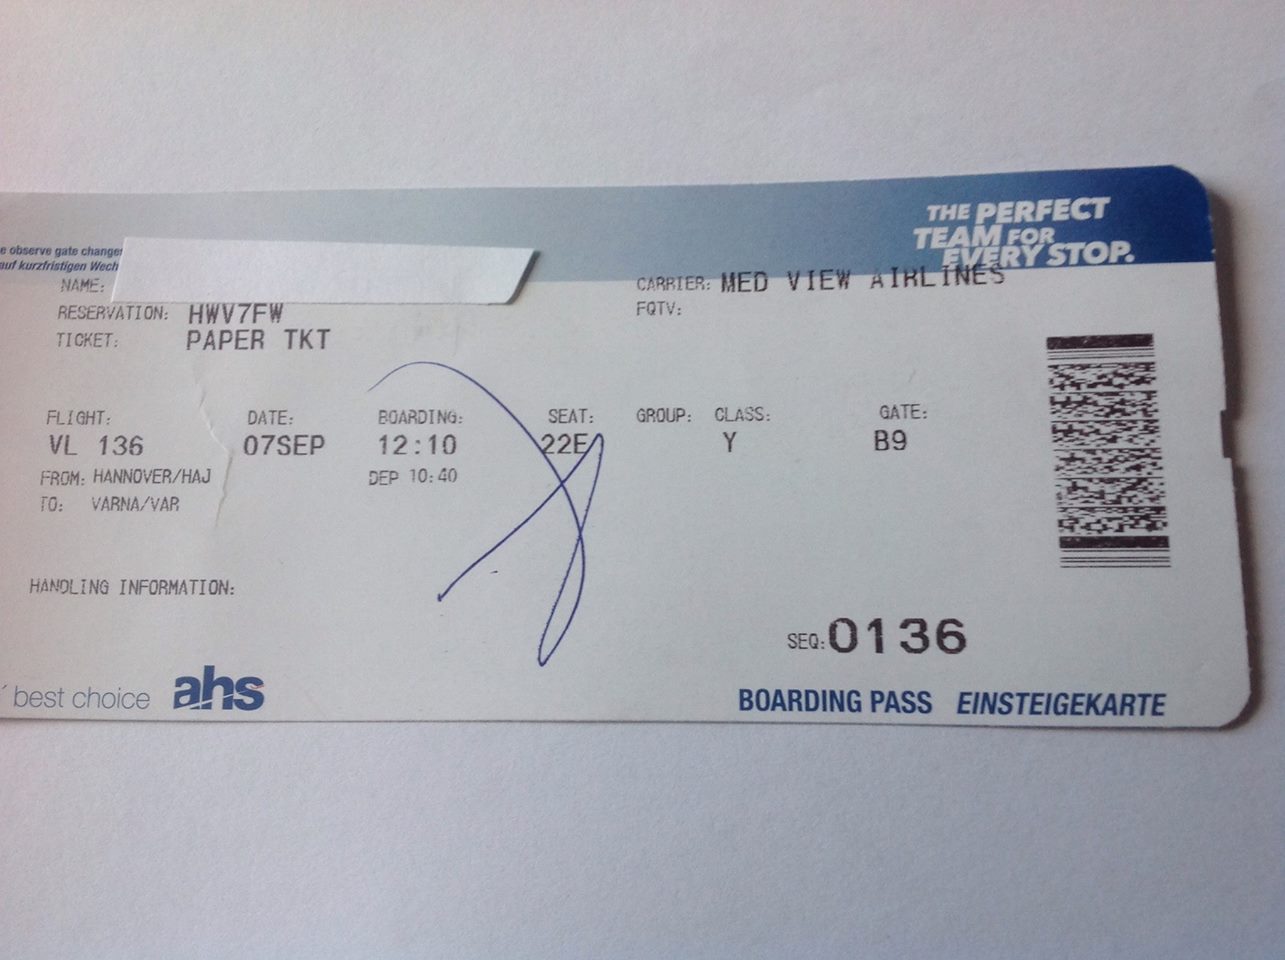 THE PERFECT
TEAM FOR
EVERY STOP.
e observe gate changes
auf kurzfristigen
NAME:
CARRIER: MED VIEW AIRLINES
RESERVATION: HWV7FW
FQTV:
TICKET: PAPER TKT
FLIGHT: DATE: BOARDING: SEAT: GROUP: CLASS: GATE:
VL 136 07SEP 12:10 22E Y B9
FROM: HANNOVER/HAJ DEP 10:40
TO: VARNA/VAR
HANDLING INFORMATION:
SEQ: 0136
best choice ahs
BOARDING PASS EINSTEIGEKARTE